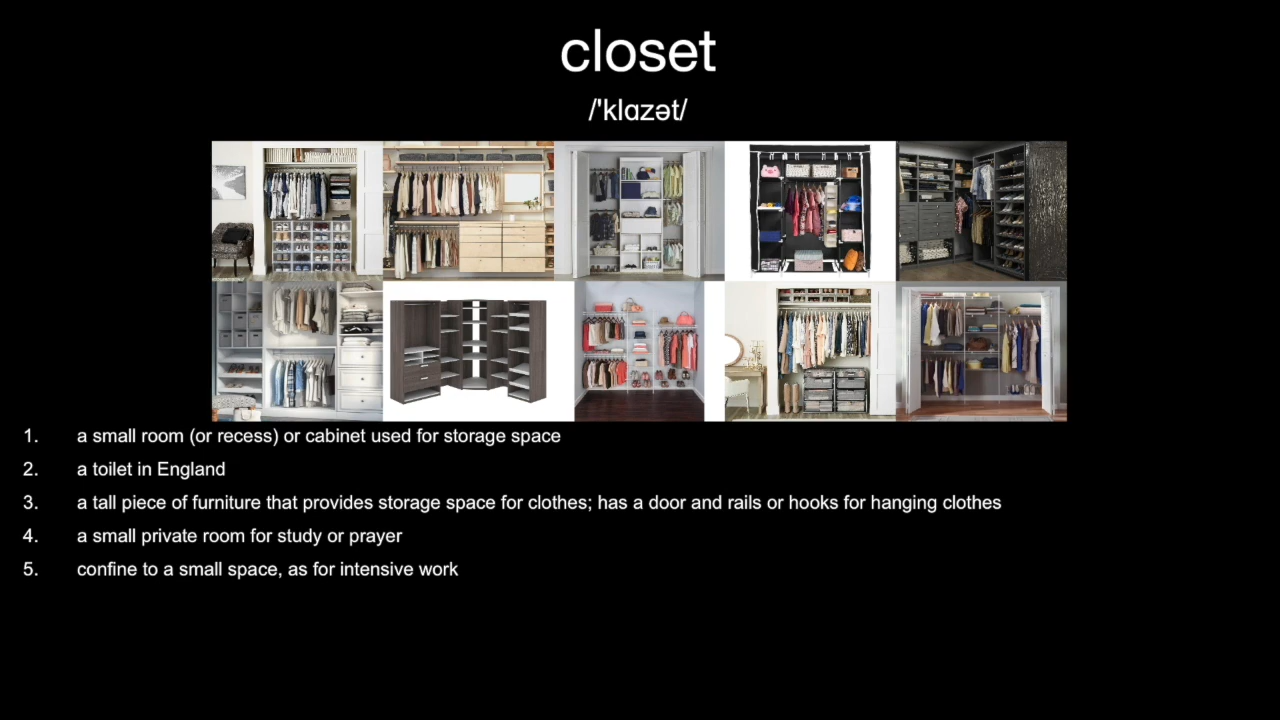 closet
/'klɑzət/
1. a small room (or recess) or cabinet used for storage space
2. a toilet in England
3. a tall piece of furniture that provides storage space for clothes; has a door and rails or hooks for hanging clothes
4. a small private room for study or prayer
5. confine to a small space, as for intensive work